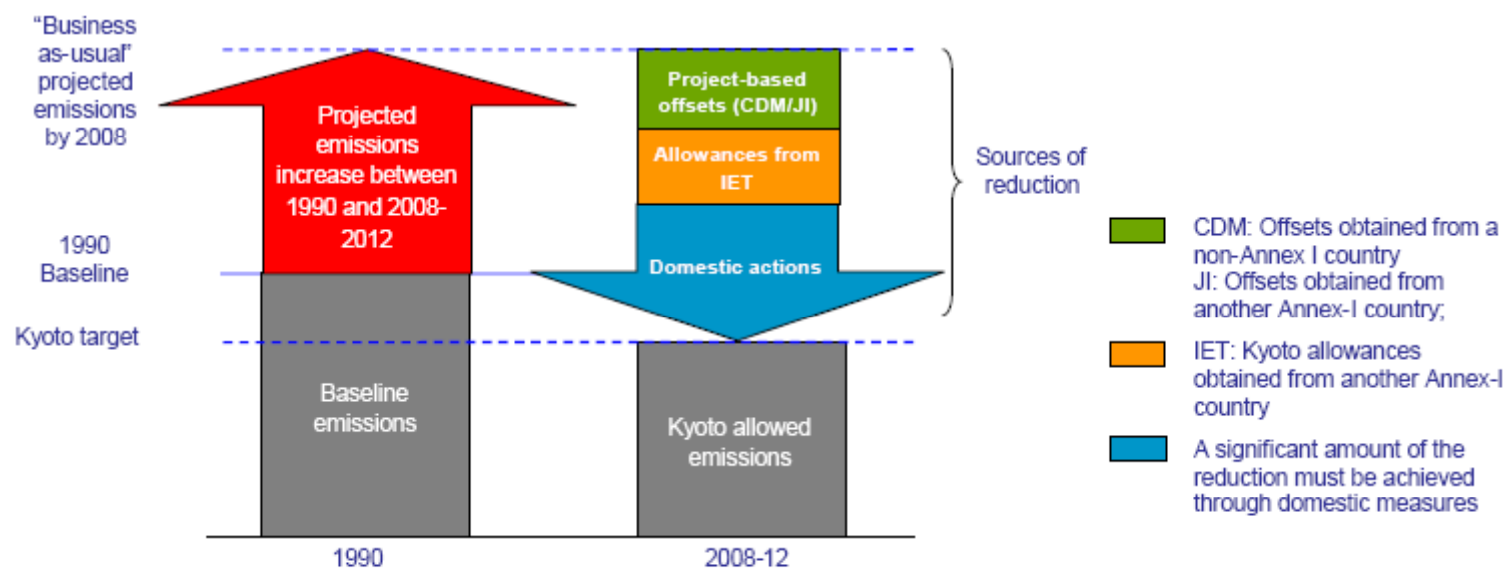 "Business
as-usual"
projected
emissions
by 2008
1990
Baseline
Kyoto target
Projected
emissions
increase between
1990 and 2008-
2012
Baseline
emissions
1990
Project-based
offsets (CDM/JI)
Allowances from
IET
Domestic actions
Kyoto allowed
emissions
2008-12
Sources of
reduction
CDM: Offsets obtained from a
non-Annex I country
JI: Offsets obtained from
another Annex-I country;
IET: Kyoto allowances
obtained from another Annex-I
country
A significant amount of the
reduction must be achieved
through domestic measures